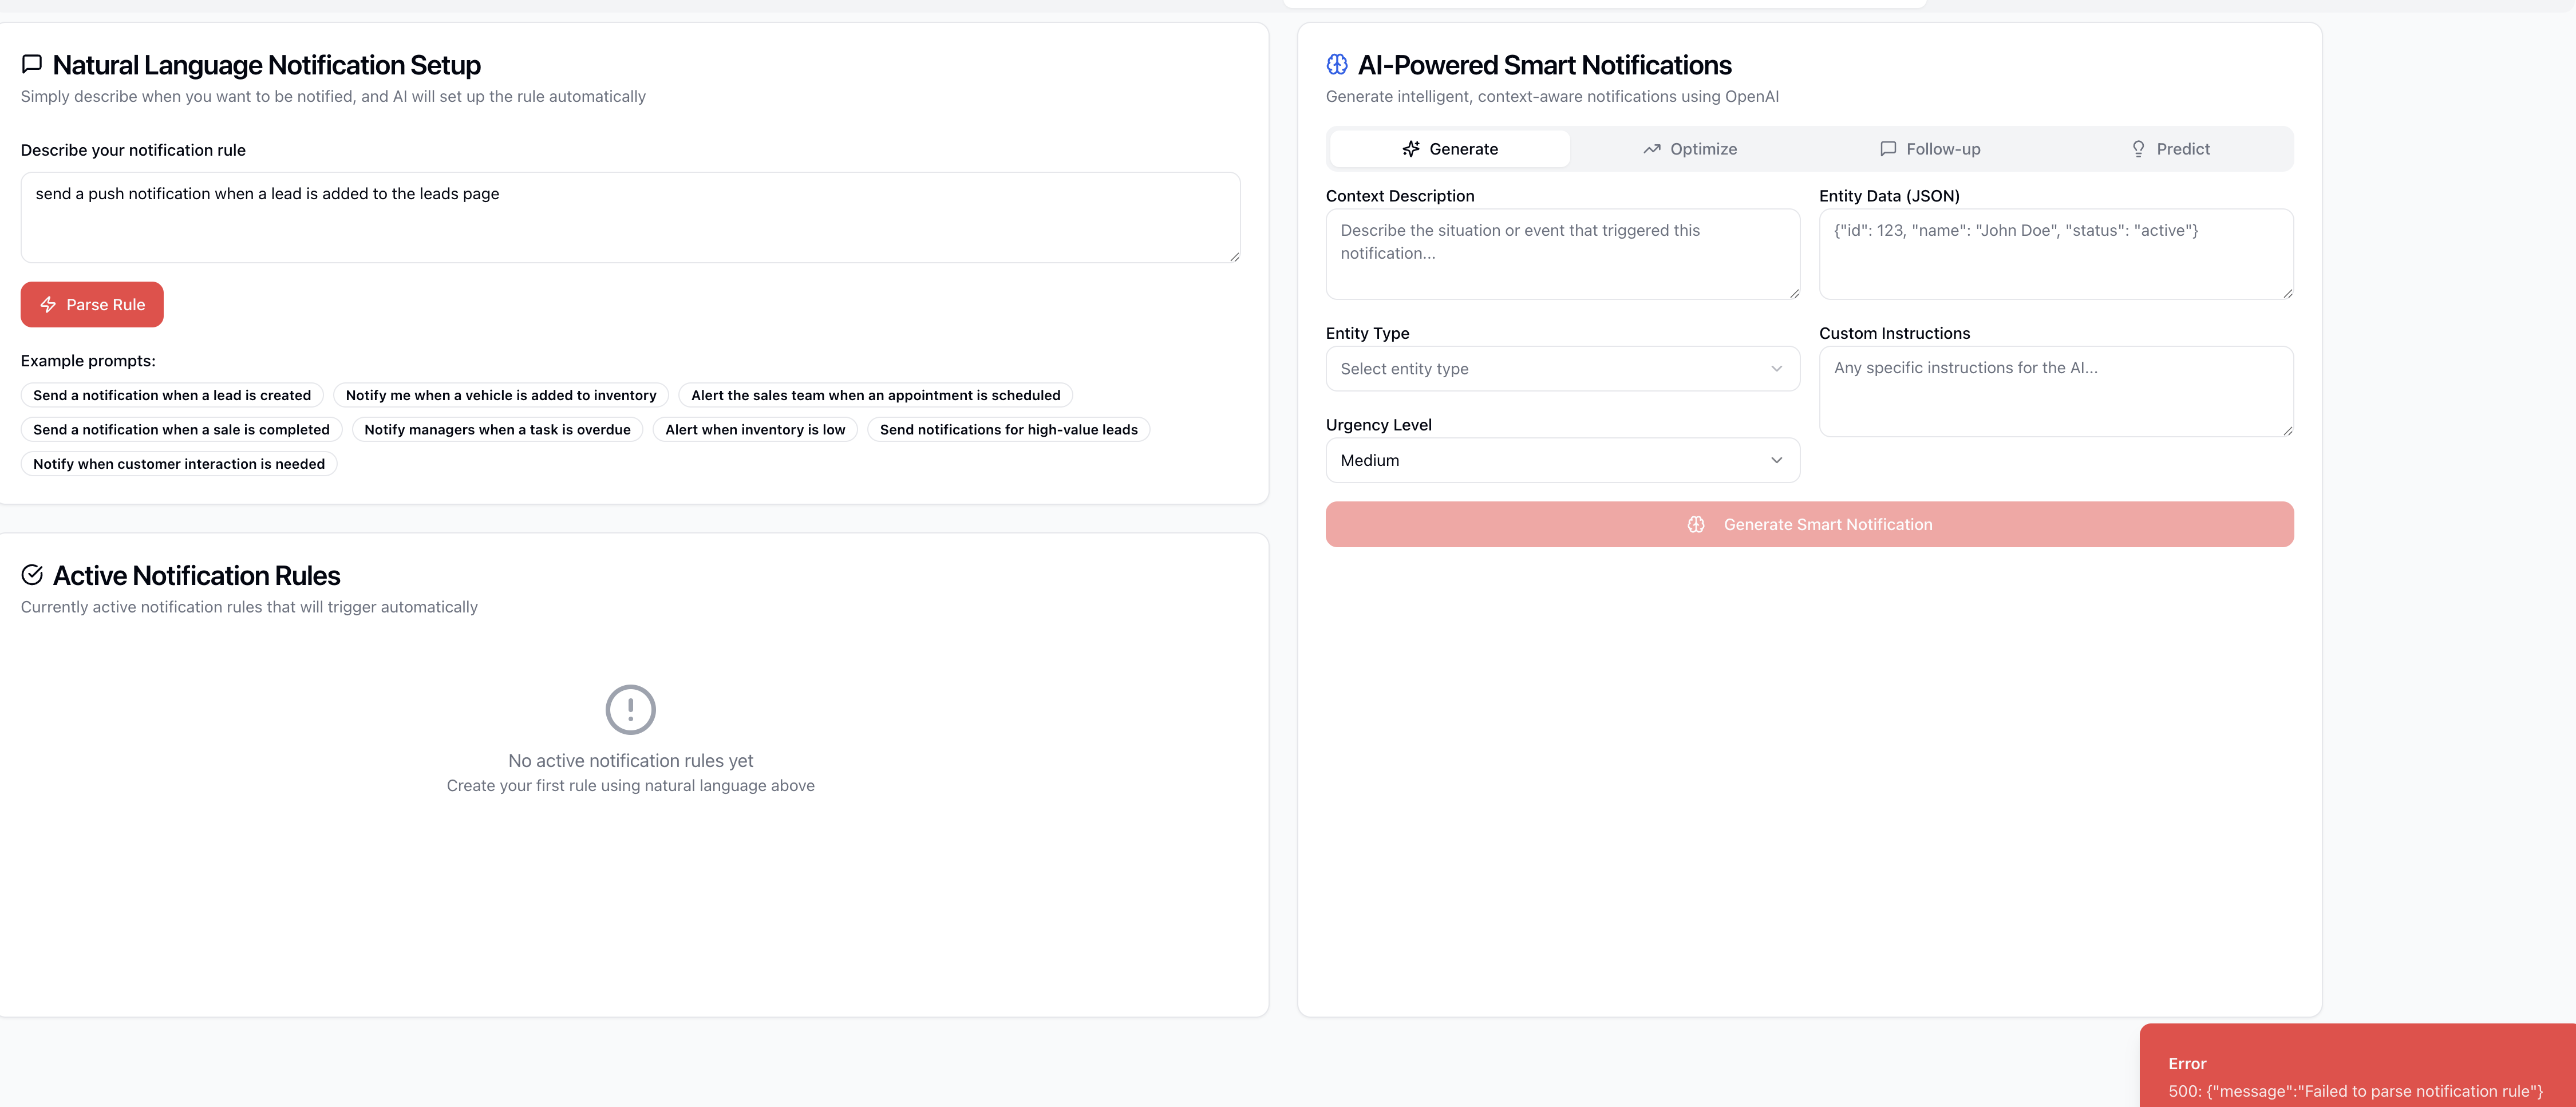 Natural Language Notification Setup
Simply describe when you want to be notified, and AI will set up the rule automatically
Describe your notification rule
send a push notification when a lead is added to the leads page
Parse Rule
Example prompts:
Send a notification when a lead is created
Notify me when a vehicle is added to inventory
Alert the sales team when an appointment is scheduled
Send a notification when a sale is completed
Notify managers when a task is overdue
Alert when inventory is low
Send notifications for high-value leads
Notify when customer interaction is needed
Active Notification Rules
Currently active notification rules that will trigger automatically
No active notification rules yet
Create your first rule using natural language above
AI-Powered Smart Notifications
Generate intelligent, context-aware notifications using OpenAI
Generate
Optimize
Follow-up
Predict
Context Description
Describe the situation or event that triggered this
notification...
Entity Data (JSON)
{"id": 123, "name": "John Doe", "status": "active"}
Entity Type
Select entity type
Custom Instructions
Any specific instructions for the AI...
Urgency Level
Medium
Generate Smart Notification
Error
500: {"message":"Failed to parse notification rule"}